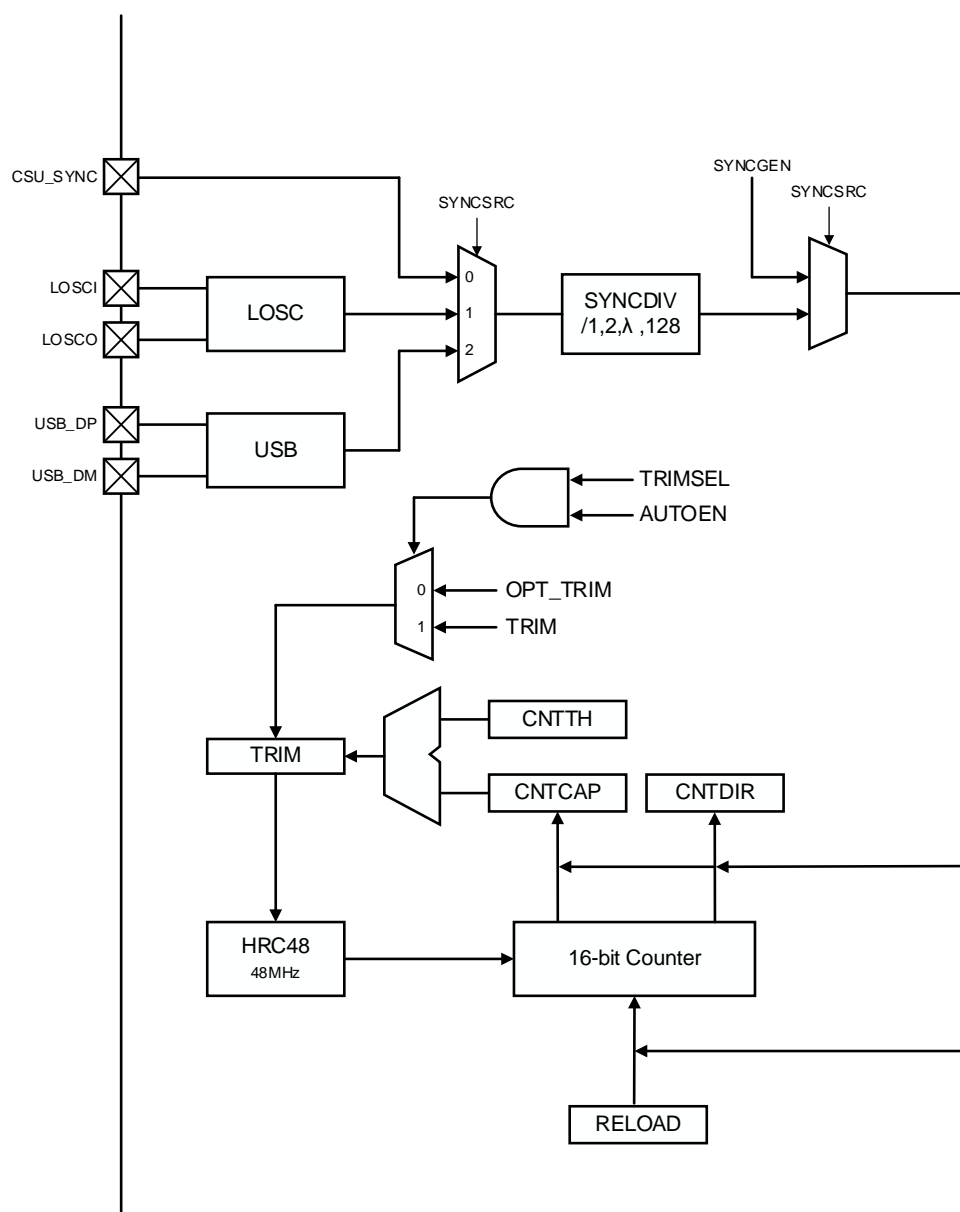 CSU_SYNC
SYNCGEN
SYNCSRC
SYNCSRC
LOSCI
LOSCO
LOSC
0
1
2
SYNCDIV
/1,2,λ ,128
USB_DP
USB_DM
USB
TRIMSEL
AUTOEN
0
OPT_TRIM
1
TRIM
CNTTH
TRIM
CNTCAP
CNTDIR
HRC48
48MHz
16-bit Counter
RELOAD